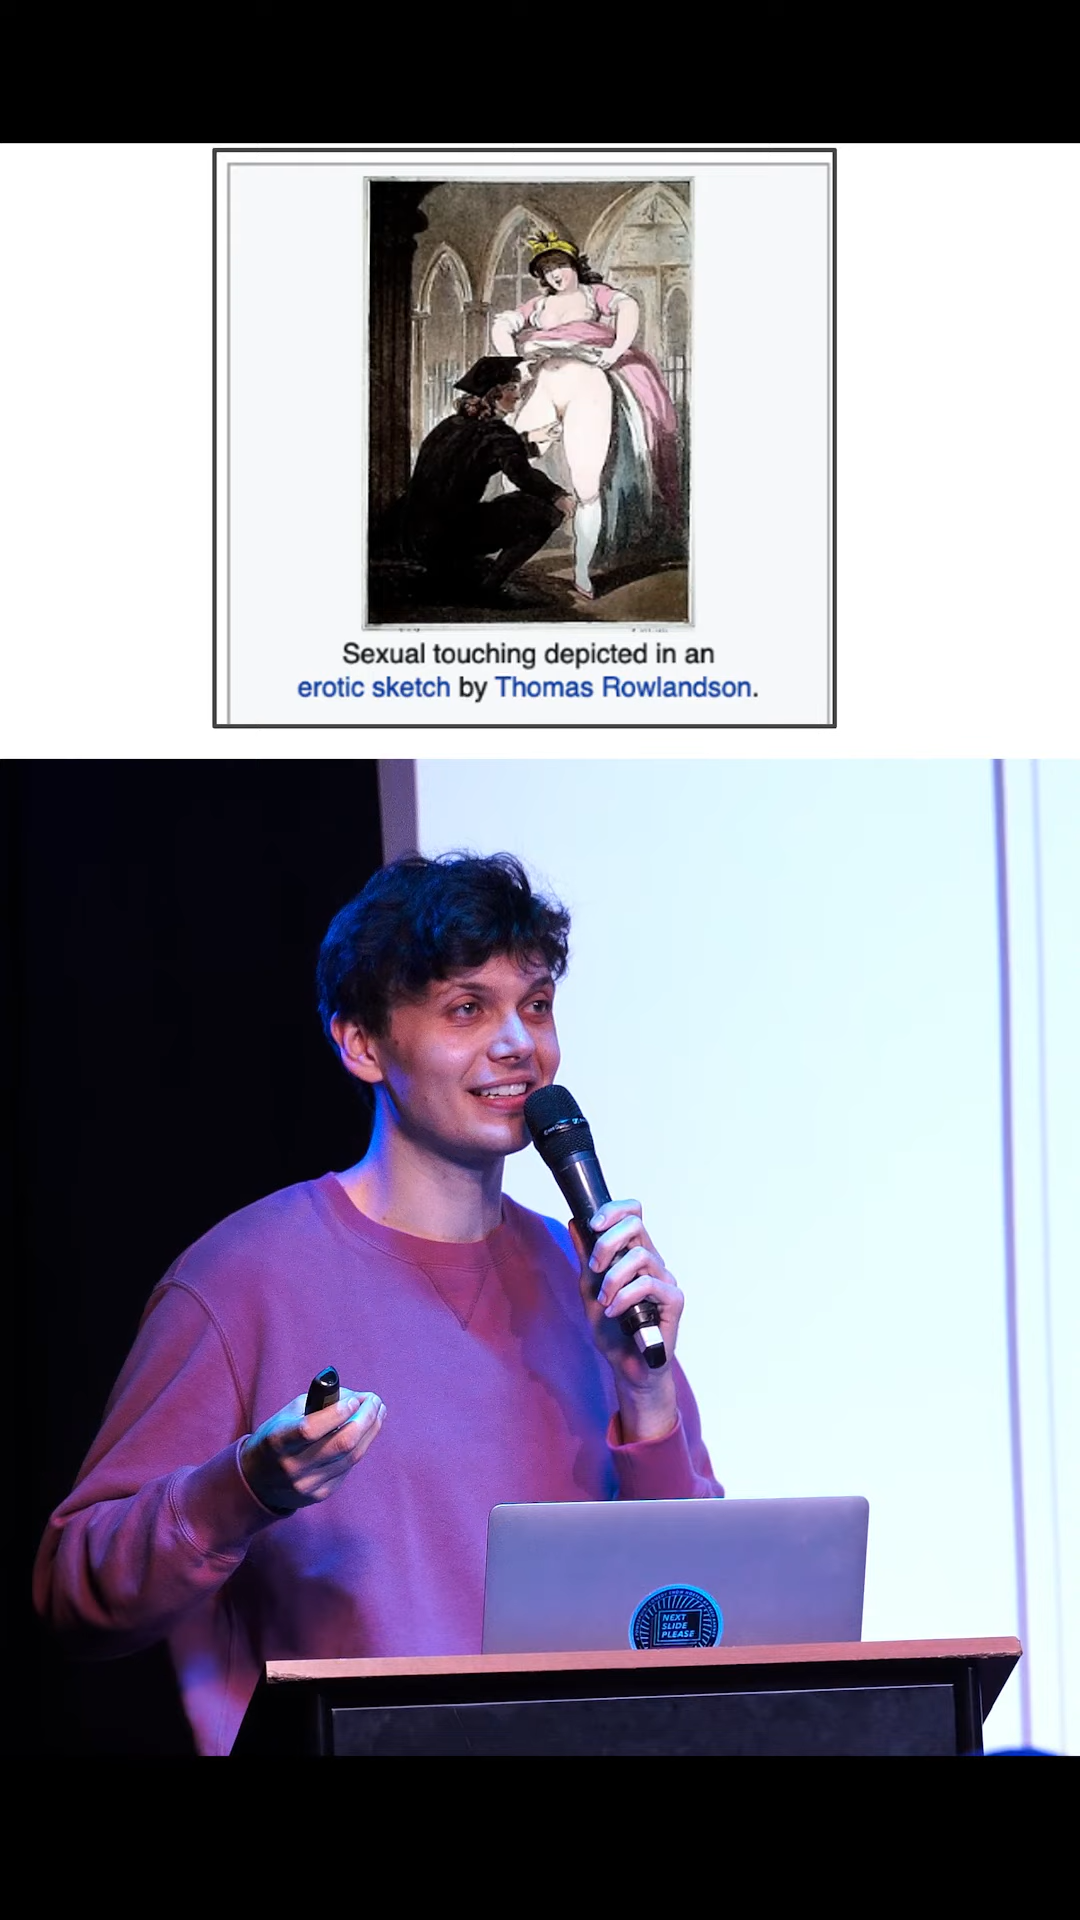 Sexual touching depicted in an
erotic sketch by Thomas Rowlandson.
NEXT
SLIDE
PLEASE